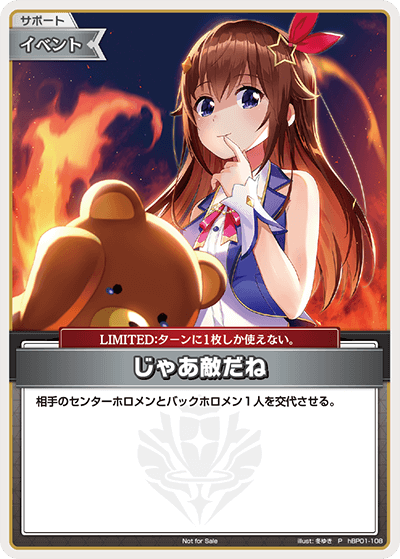 サポート
イベント
LIMITED:ターンに1枚しか使えない。
じゃあ敵だね
相手のセンターホロメンとバックホロメン1人を交代させる。
Not for Sale
illust: 冬ゆき P hBP01-108